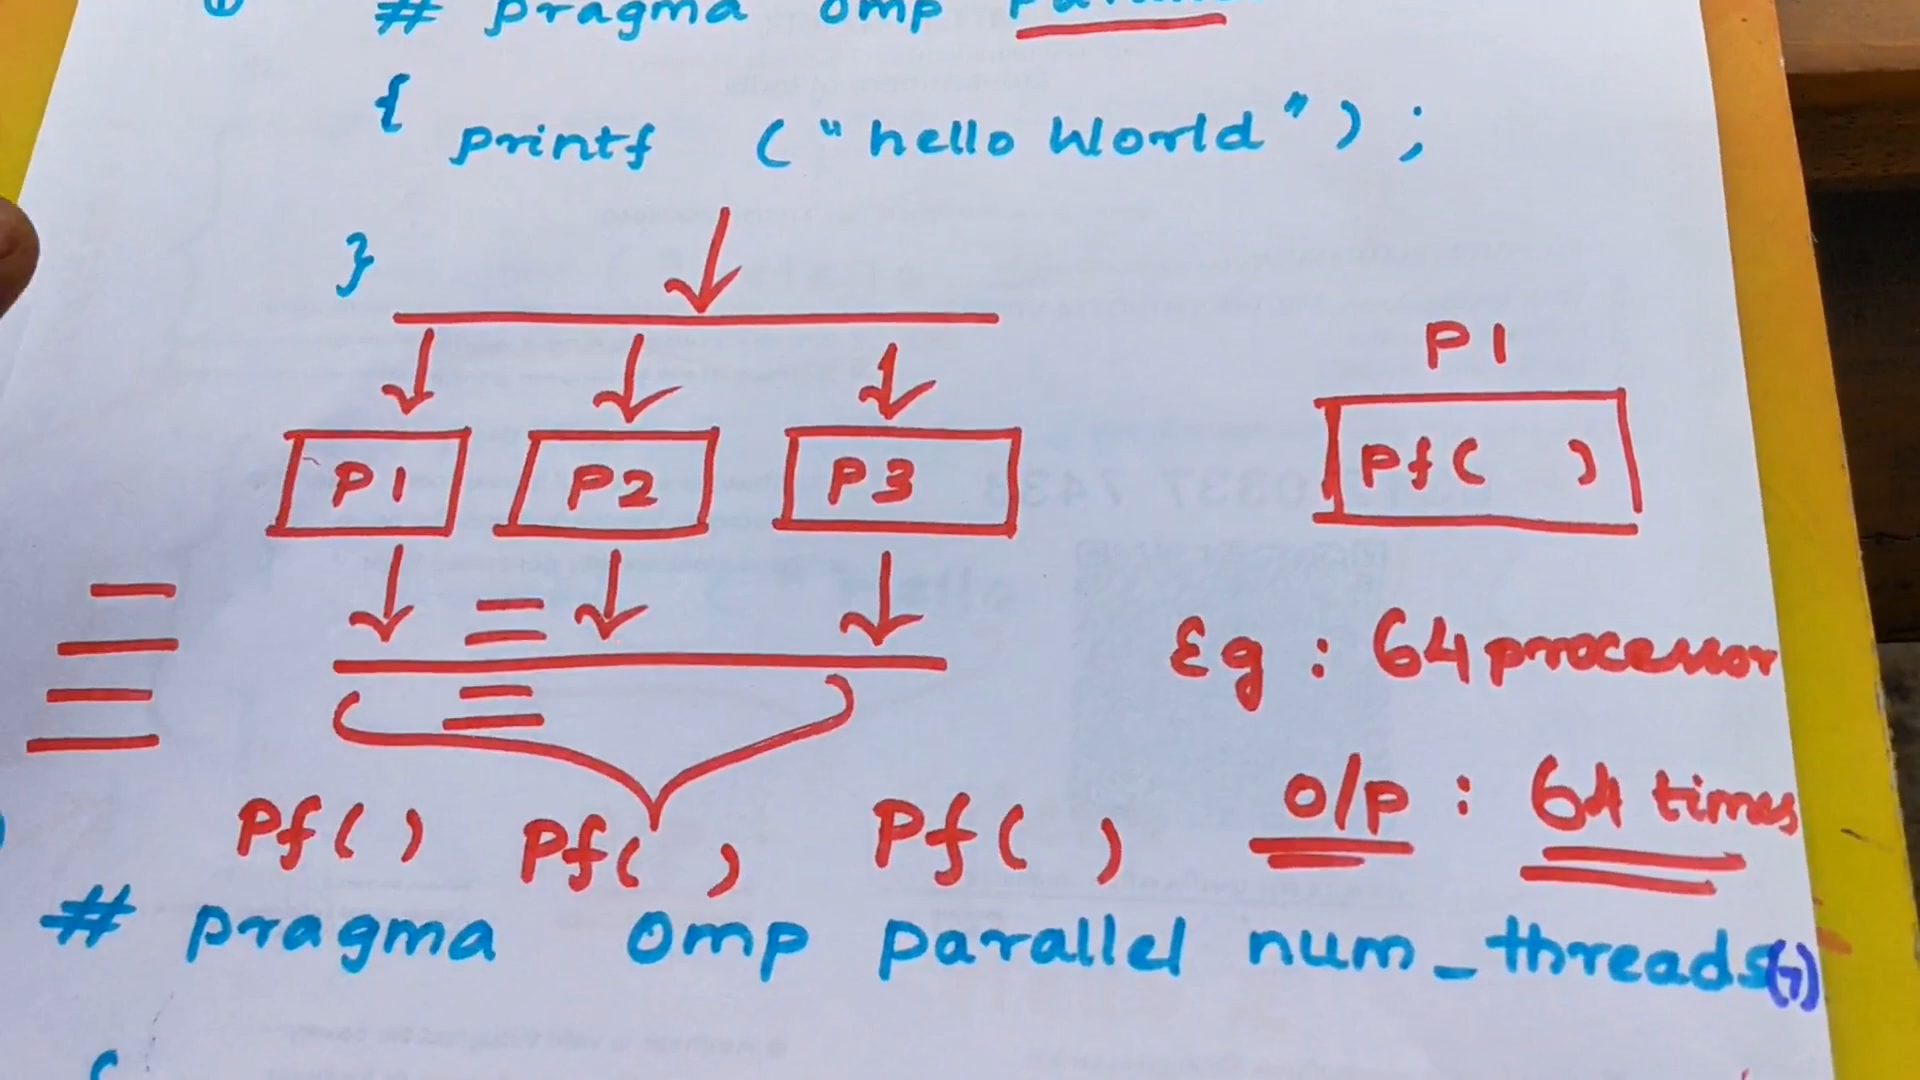 # pragma omp
{
printf ("hello World");
}
P1 P2 P3
P1
Pf( )
Eg : 64 processor
O/P : 64 times
Pf( ) Pf( ) Pf( )
# pragma omp parallel num_threads(7)
{